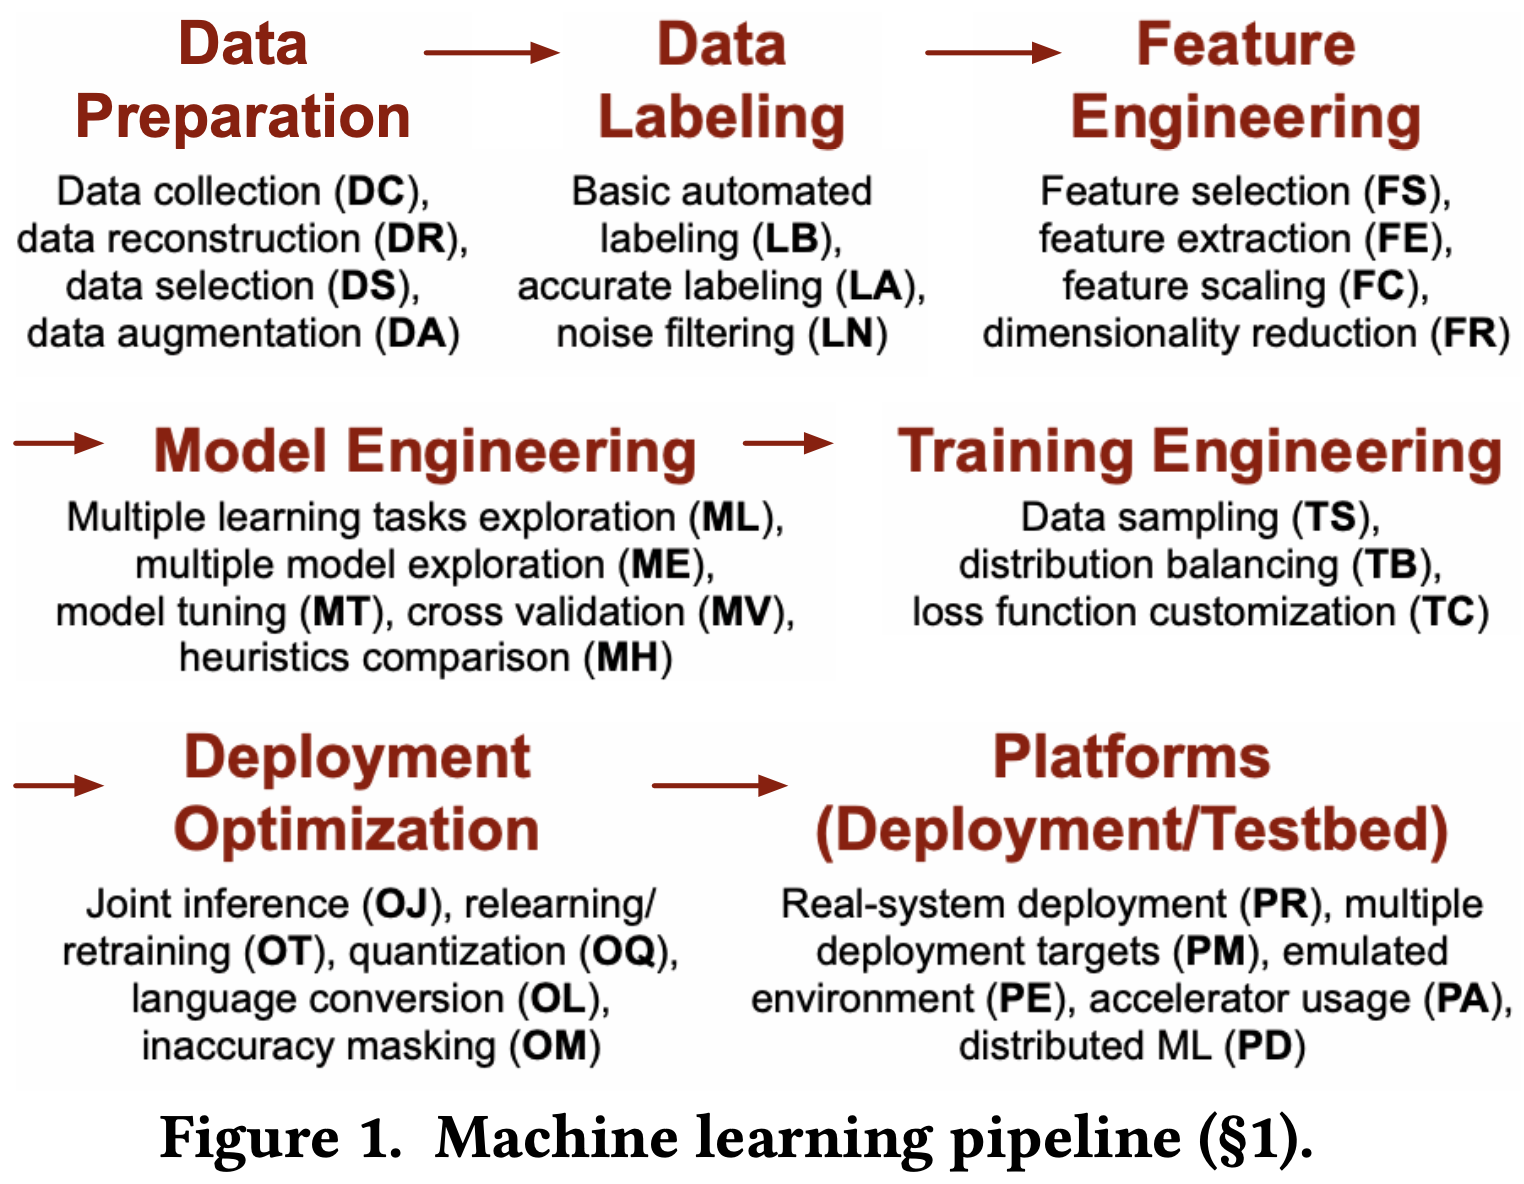 Data
Preparation
Data collection (DC),
data reconstruction (DR),
data selection (DS),
data augmentation (DA)
Data
Labeling
Basic automated
labeling (LB),
accurate labeling (LA),
noise filtering (LN)
Feature
Engineering
Feature selection (FS),
feature extraction (FE),
feature scaling (FC),
dimensionality reduction (FR)
Model Engineering
Multiple learning tasks exploration (ML),
multiple model exploration (ME),
model tuning (MT), cross validation (MV),
heuristics comparison (MH)
Training Engineering
Data sampling (TS),
distribution balancing (TB),
loss function customization (TC)
Deployment
Optimization
Joint inference (OJ), relearning/
retraining (OT), quantization (OQ),
language conversion (OL),
inaccuracy masking (OM)
Platforms
(Deployment/Testbed)
Real-system deployment (PR), multiple
deployment targets (PM), emulated
environment (PE), accelerator usage (PA),
distributed ML (PD)
Figure 1. Machine learning pipeline (§1).